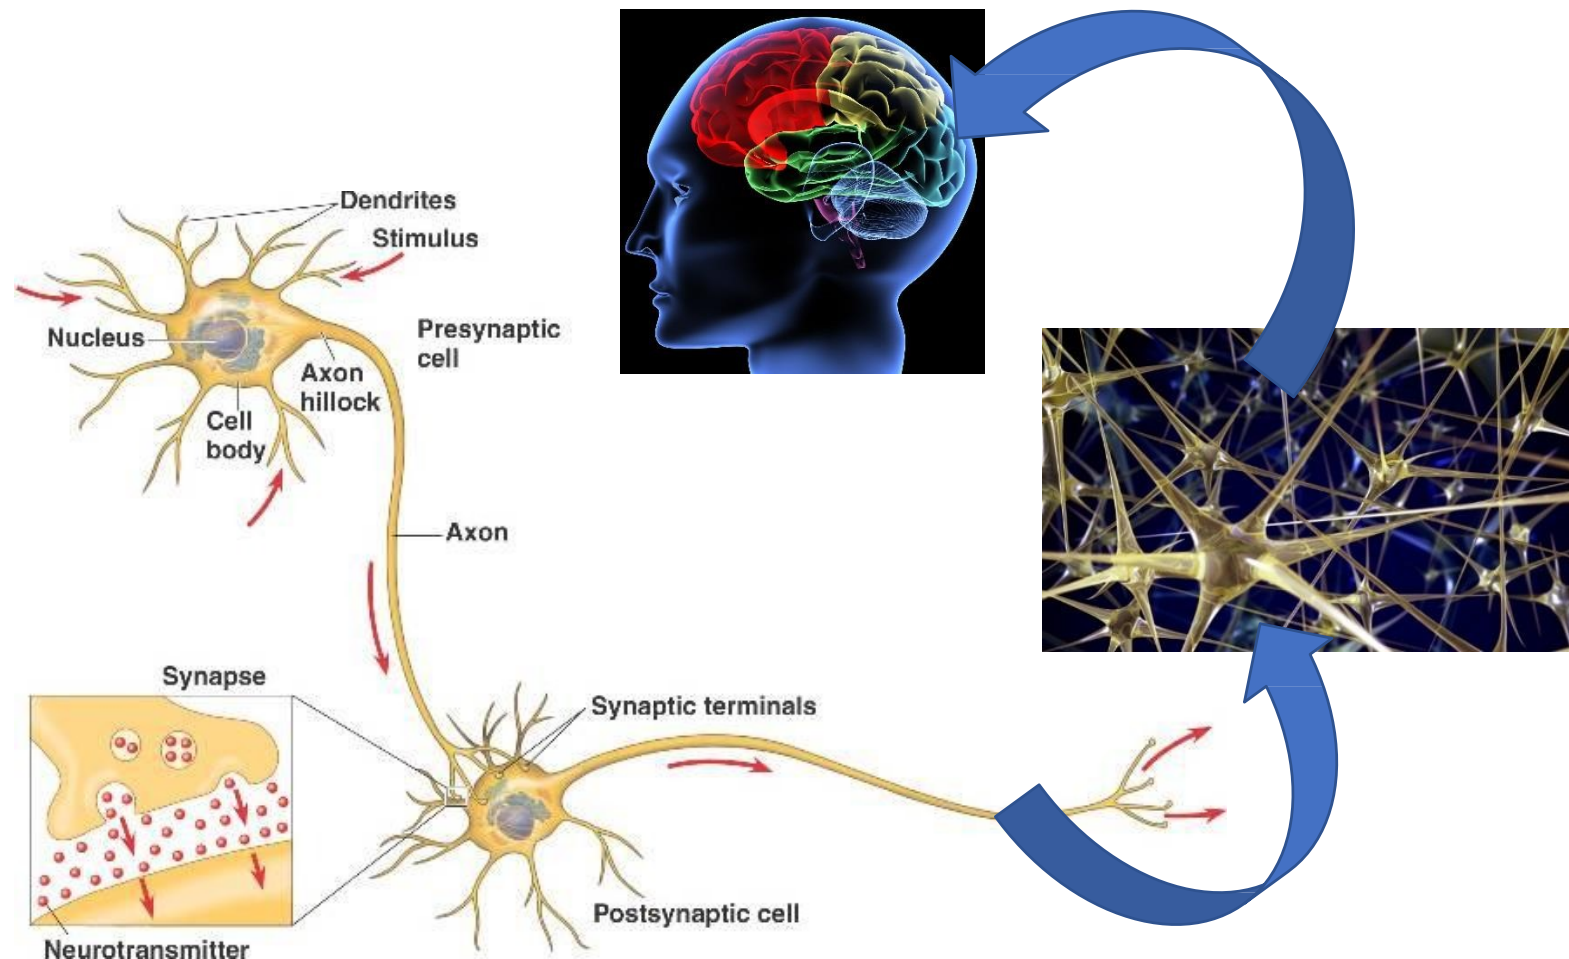 Dendrites
Stimulus
Nucleus
Presynaptic
cell
Axon
hillock
Cell
body
Axon
Synapse
Synaptic terminals
Postsynaptic cell
Neurotransmitter